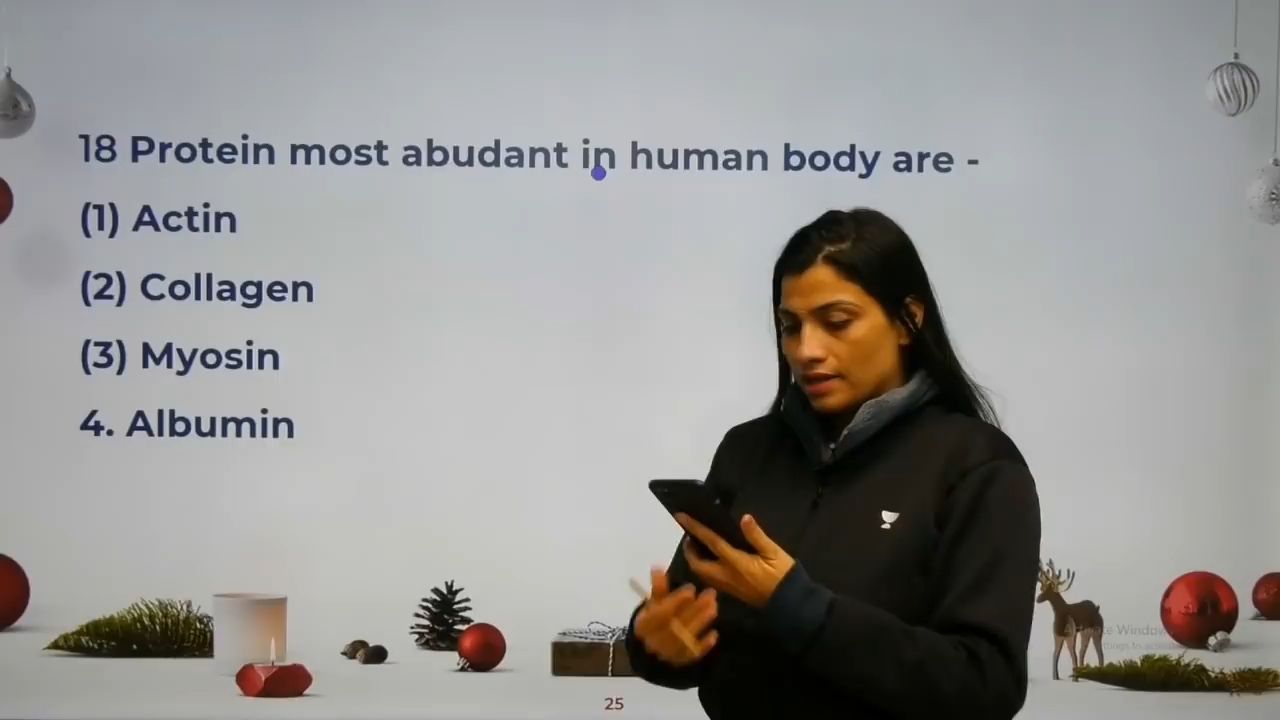 18 Protein most abudant in human body are -
(1) Actin
(2) Collagen
(3) Myosin
4. Albumin
25